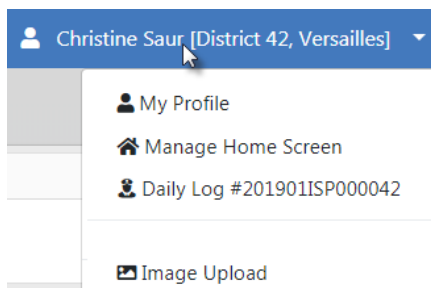 Christine Saur [District 42, Versailles]
My Profile
Manage Home Screen
Daily Log #201901ISP000042
Image Upload